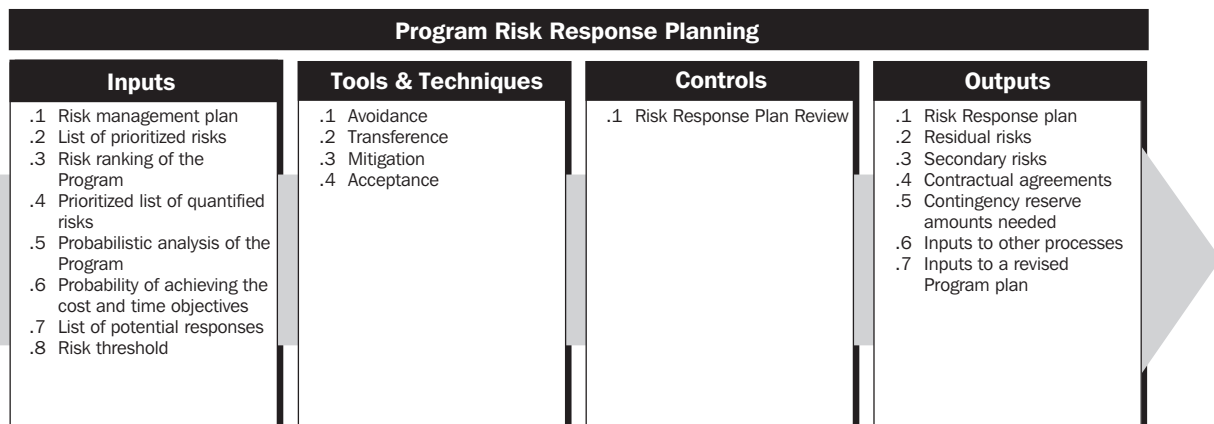 Program Risk Response Planning
Inputs
.1 Risk management plan
.2 List of prioritized risks
.3 Risk ranking of the
Program
.4 Prioritized list of quantified
risks
.5 Probabilistic analysis of the
Program
.6 Probability of achieving the
cost and time objectives
.7 List of potential responses
.8 Risk threshold
Tools & Techniques
.1 Avoidance
.2 Transference
.3 Mitigation
.4 Acceptance
Controls
.1 Risk Response Plan Review
Outputs
.1 Risk Response plan
.2 Residual risks
.3 Secondary risks
.4 Contractual agreements
.5 Contingency reserve
amounts needed
.6 Inputs to other processes
.7 Inputs to a revised
Program plan